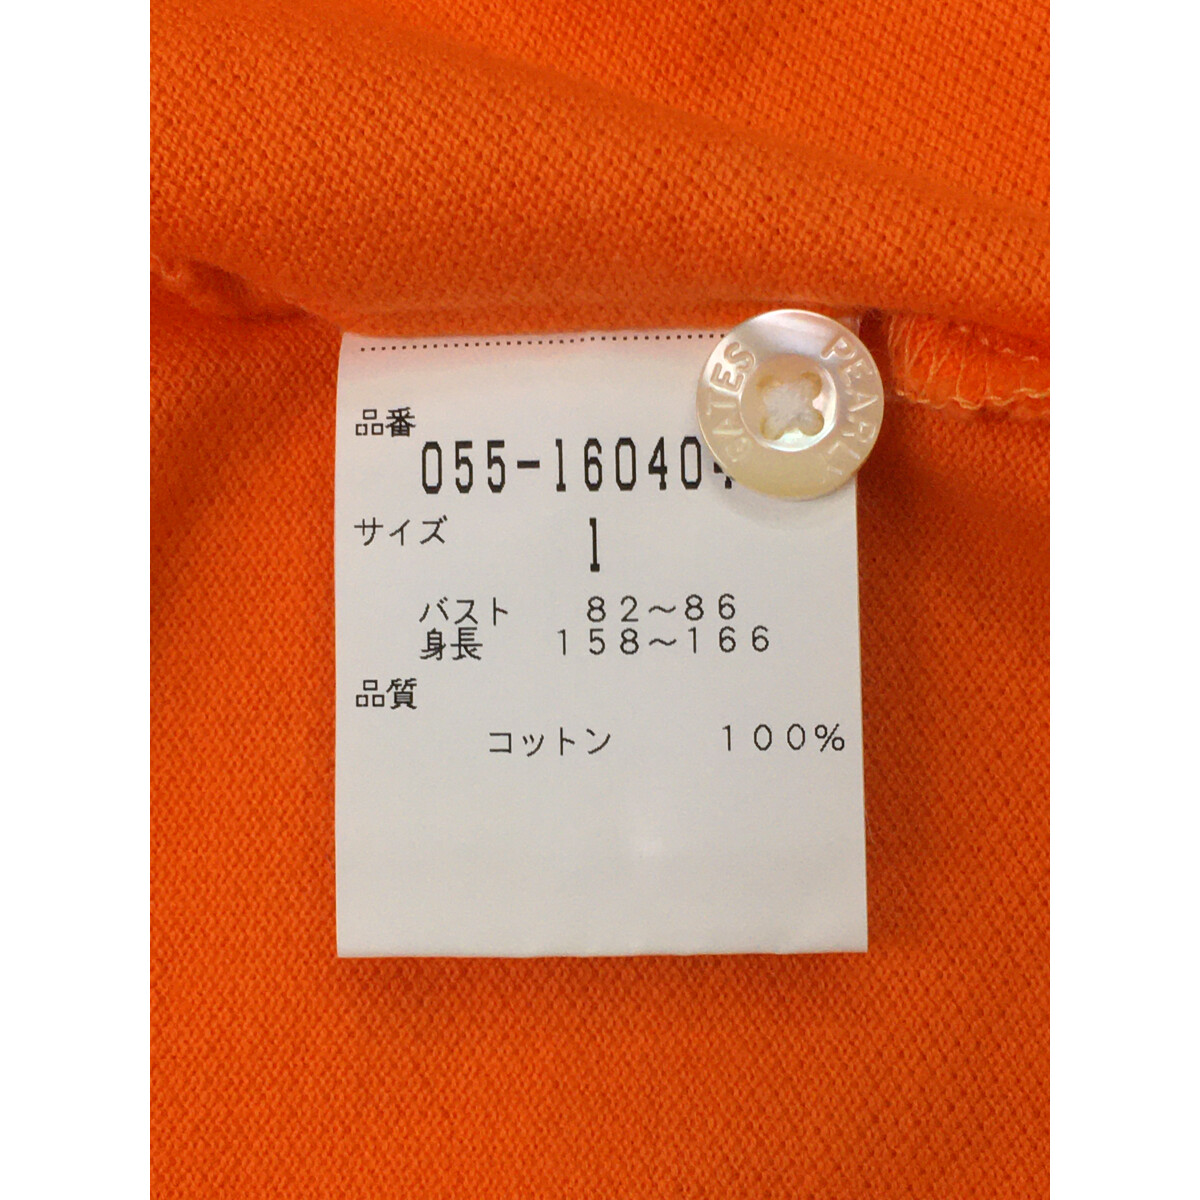 品番
055-160404
サイズ 1
バスト 82～86
身長 158～166
品質
コットン 100%
PEARLY GATES